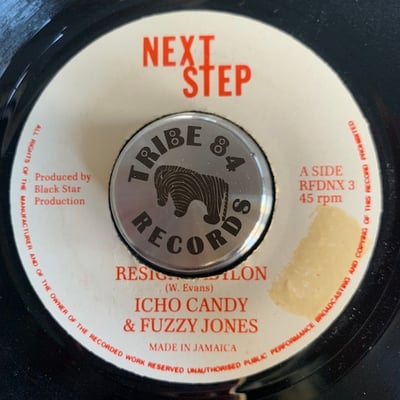 NEXT
STEP
TRIBE 84
RECORDS
Produced by
Black Star
Production
A SIDE
RFDNX 3
45 rpm
(W. Evans)
ICHO CANDY
& FUZZY JONES
MADE IN JAMAICA
ALL RIGHTS OF THE MANUFACTURER AND OF THE OWNER OF THE RECORDED WORK RESERVED UNAUTHORISED PUBLIC PERFORMANCE BROADCASTING AND COPYING OF THIS RECORD PROHIBITED